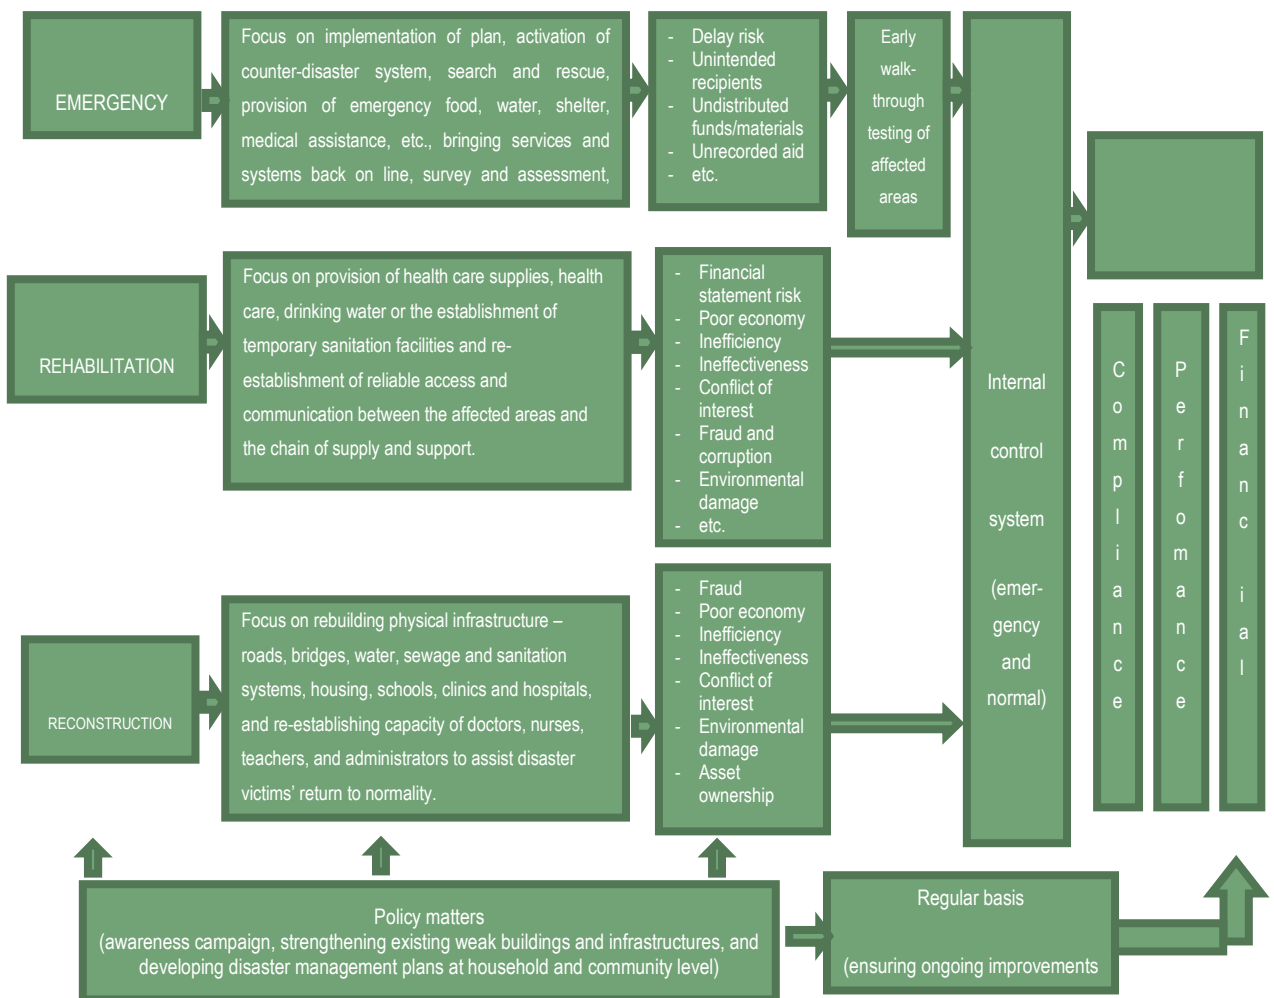 EMERGENCY
Focus on implementation of plan, activation of
counter-disaster system, search and rescue,
provision of emergency food, water, shelter,
medical assistance, etc., bringing services and
systems back on line, survey and assessment,
- Delay risk
- Unintended
recipients
- Undistributed
funds/materials
- Unrecorded aid
- etc.
Early
walk-
through
testing of
affected
areas
REHABILITATION
Focus on provision of health care supplies, health
care, drinking water or the establishment of
temporary sanitation facilities and re-
establishment of reliable access and
communication between the affected areas and
the chain of supply and support.
- Financial
statement risk
- Poor economy
- Inefficiency
- Ineffectiveness
- Conflict of
interest
- Fraud and
corruption
- Environmental
damage
- etc.
RECONSTRUCTION
Focus on rebuilding physical infrastructure –
roads, bridges, water, sewage and sanitation
systems, housing, schools, clinics and hospitals,
and re-establishing capacity of doctors, nurses,
teachers, and administrators to assist disaster
victims' return to normality.
- Fraud
- Poor economy
- Inefficiency
- Ineffectiveness
- Conflict of
interest
- Environmental
damage
- Asset
ownership
Internal
control
system
(emer-
gency
and
normal)
Compliance
Perfomance
Financ ial
Policy matters
(awareness campaign, strengthening existing weak buildings and infrastructures, and
developing disaster management plans at household and community level)
Regular basis
(ensuring ongoing improvements